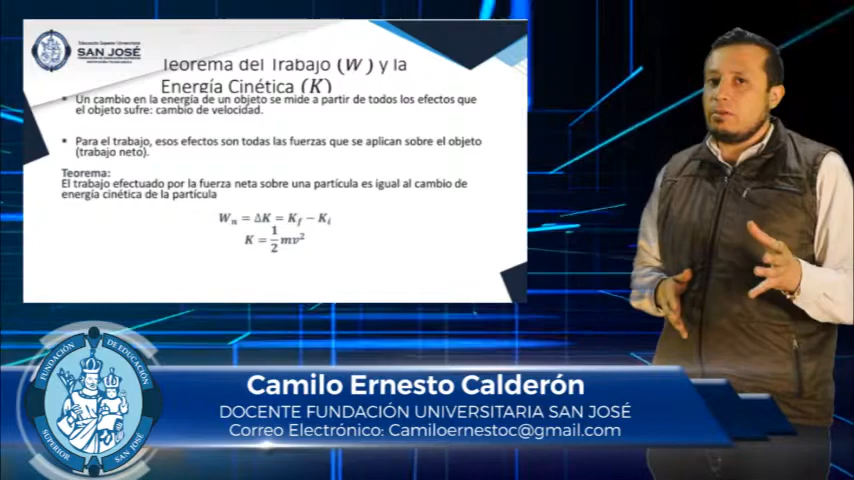 Educación Superior Universitaria
SAN JOSÉ
Teorema del Trabajo (W) y la
Energía Cinética (K)
• Un cambio en la energía de un objeto se mide a partir de todos los efectos que
el objeto sufre: cambio de velocidad.
• Para el trabajo, esos efectos son todas las fuerzas que se aplican sobre el objeto
(trabajo neto).
Teorema:
El trabajo efectuado por la fuerza neta sobre una partícula es igual al cambio de
energía cinética de la partícula
Wn = ΔK = Kf − Ki
K = 1/2 mv²
FUNDACIÓN DE EDUCACIÓN
SUPERIOR SAN JOSÉ
Camilo Ernesto Calderón
DOCENTE FUNDACIÓN UNIVERSITARIA SAN JOSÉ
Correo Electrónico: Camiloernestoc@gmail.com